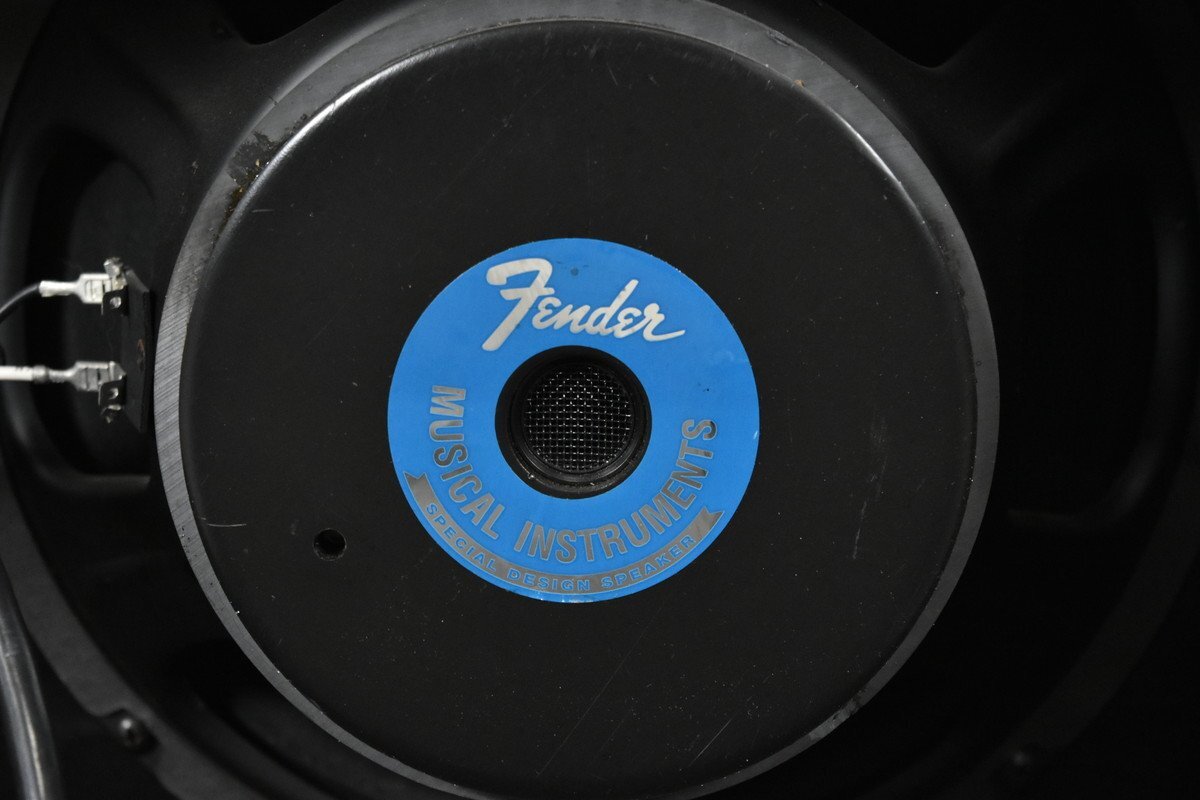 Fender
MUSICAL INSTRUMENTS
SPECIAL DESIGN SPEAKER